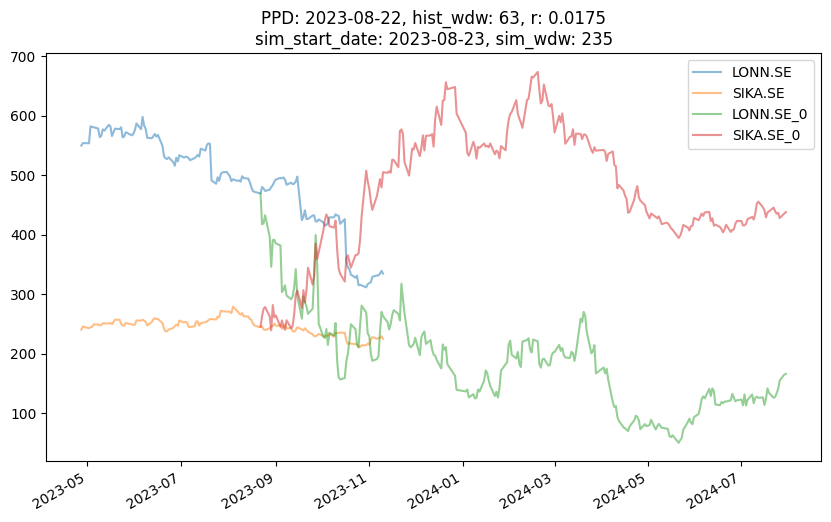 PPD: 2023-08-22, hist_wdw: 63, r: 0.0175
sim_start_date: 2023-08-23, sim_wdw: 235
700
600
500
400
300
200
100
LONN.SE
SIKA.SE
LONN.SE_0
SIKA.SE_0
2023-05
2023-07
2023-09
2023-11
2024-01
2024-03
2024-05
2024-07